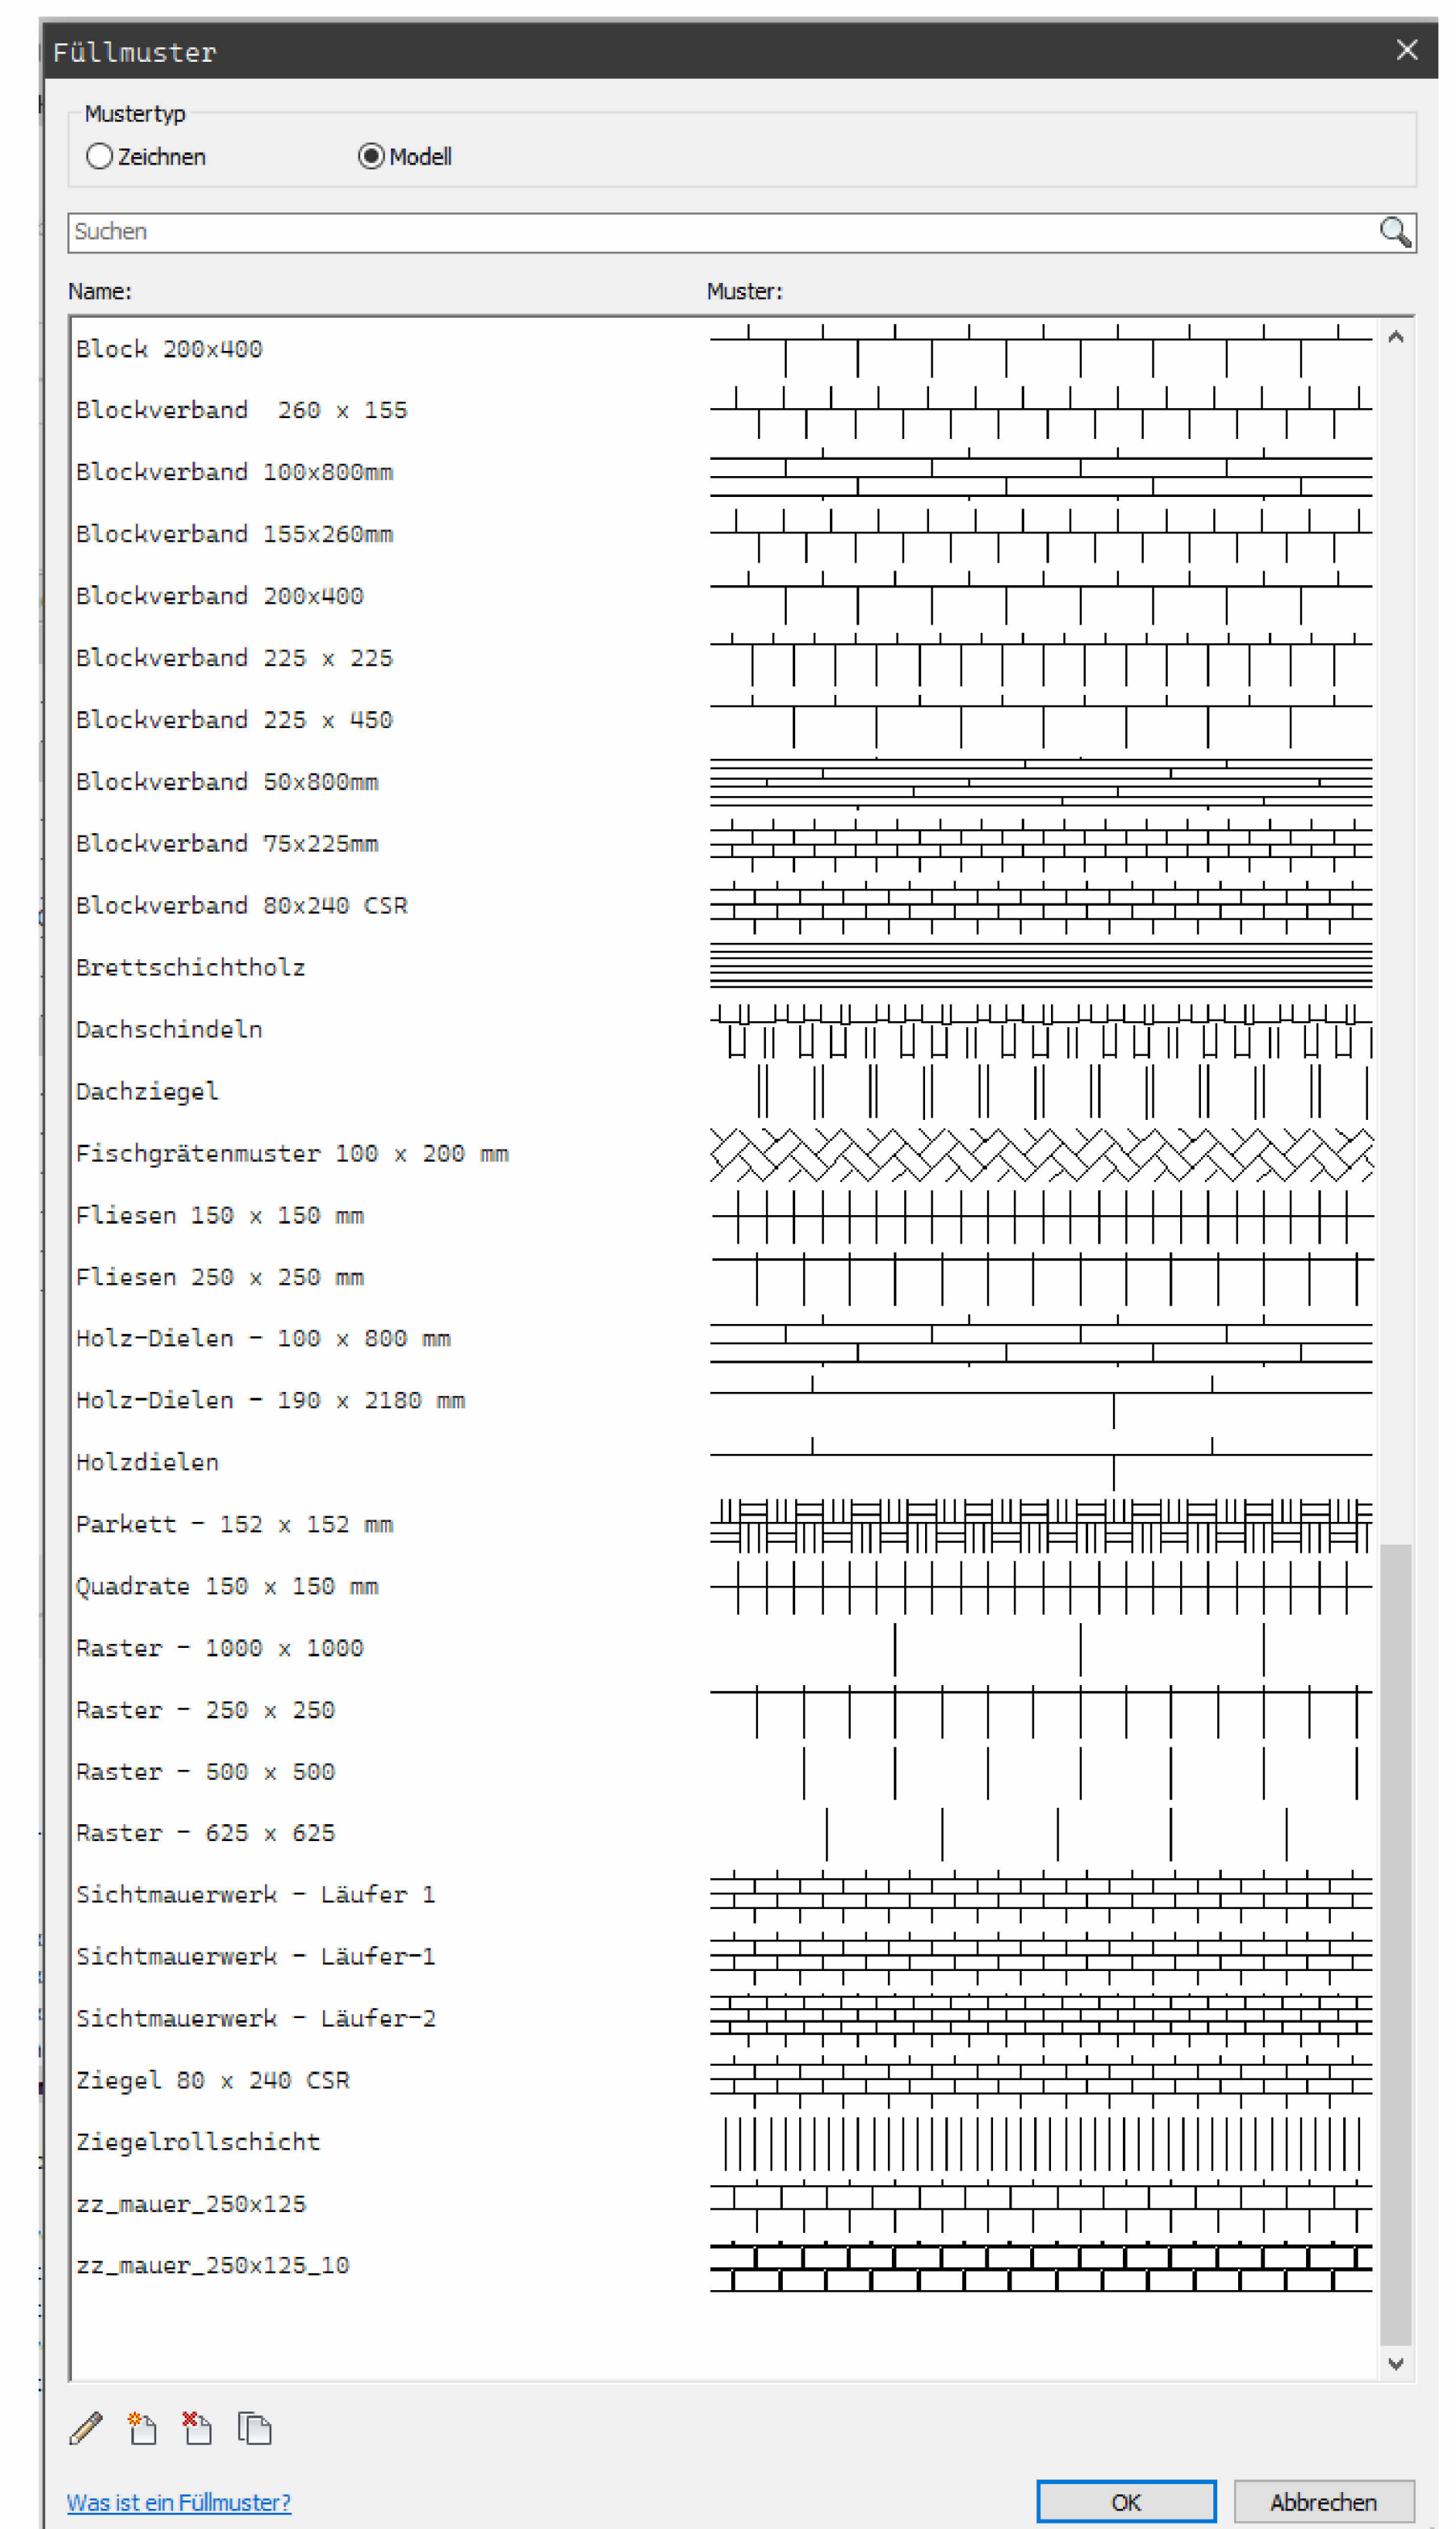 Füllmuster
Mustertyp
Zeichnen Modell
Suchen
Name: Muster:
Block 200x400
Blockverband  260 x 155
Blockverband 100x800mm
Blockverband 155x260mm
Blockverband 200x400
Blockverband 225 x 225
Blockverband 225 x 450
Blockverband 50x800mm
Blockverband 75x225mm
Blockverband 80x240 CSR
Brettschichtholz
Dachschindeln
Dachziegel
Fischgrätenmuster 100 x 200 mm
Fliesen 150 x 150 mm
Fliesen 250 x 250 mm
Holz-Dielen - 100 x 800 mm
Holz-Dielen - 190 x 2180 mm
Holzdielen
Parkett - 152 x 152 mm
Quadrate 150 x 150 mm
Raster - 1000 x 1000
Raster - 250 x 250
Raster - 500 x 500
Raster - 625 x 625
Sichtmauerwerk - Läufer 1
Sichtmauerwerk - Läufer-1
Sichtmauerwerk - Läufer-2
Ziegel 80 x 240 CSR
Ziegelrollschicht
zz_mauer_250x125
zz_mauer_250x125_10
Was ist ein Füllmuster? OK Abbrechen